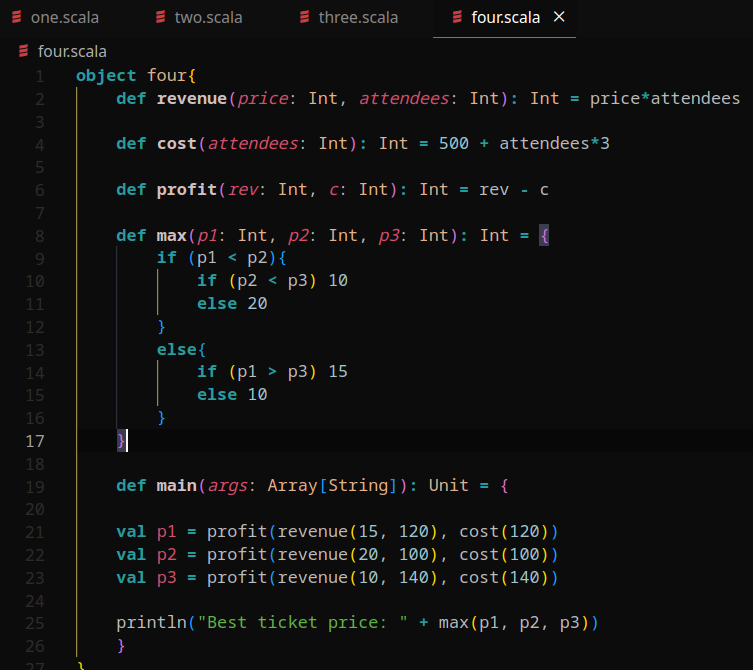 one.scala two.scala three.scala four.scala ×
four.scala
1 object four{
2 def revenue(price: Int, attendees: Int): Int = price*attendees
3
4 def cost(attendees: Int): Int = 500 + attendees*3
5
6 def profit(rev: Int, c: Int): Int = rev - c
7
8 def max(p1: Int, p2: Int, p3: Int): Int = {
9 if (p1 < p2){
10 if (p2 < p3) 10
11 else 20
12 }
13 else{
14 if (p1 > p3) 15
15 else 10
16 }
17 }
18
19 def main(args: Array[String]): Unit = {
20
21 val p1 = profit(revenue(15, 120), cost(120))
22 val p2 = profit(revenue(20, 100), cost(100))
23 val p3 = profit(revenue(10, 140), cost(140))
24
25 println("Best ticket price: " + max(p1, p2, p3))
26 }
27 }